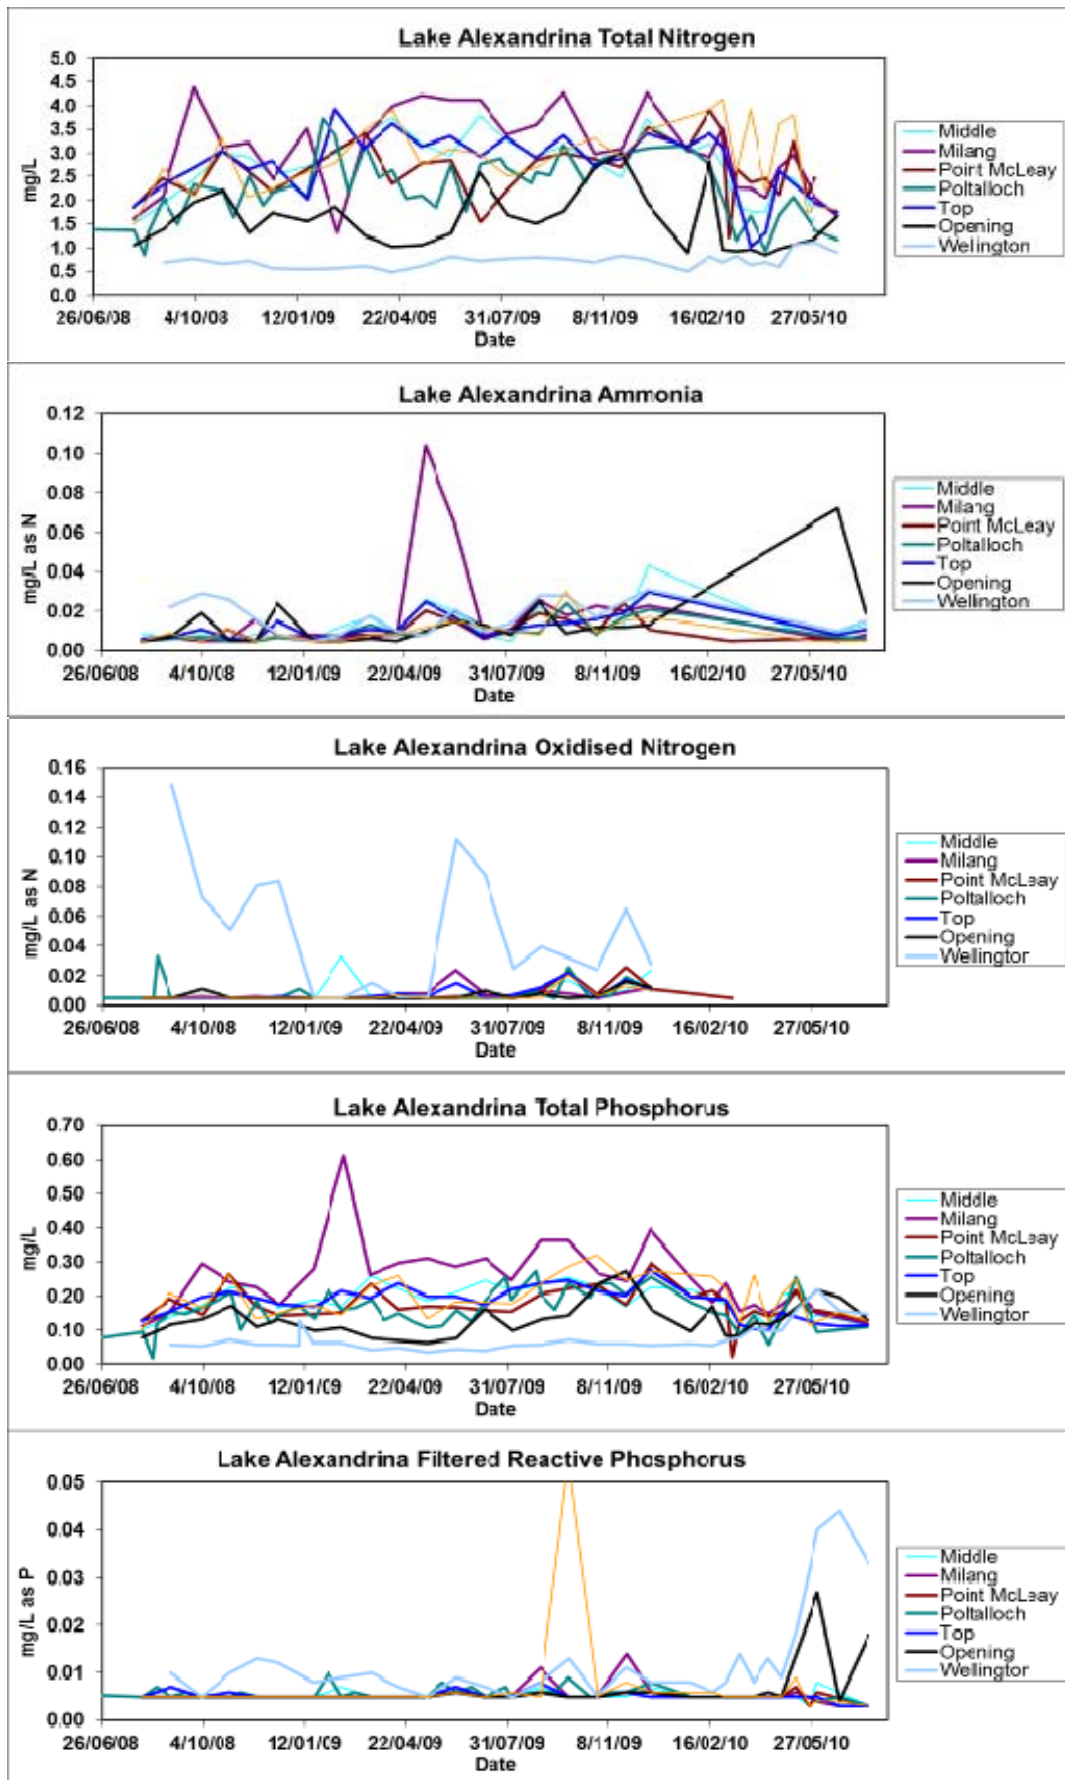 Lake Alexandrina Total Nitrogen
5.0
4.5
4.0
3.5
3.0
2.5
2.0
1.5
1.0
0.5
0.0
mg/L
26/06/08 4/10/08 12/01/09 22/04/09 31/07/09 8/11/09 16/02/10 27/05/10
Date
Middle
Milang
Point McLeay
Poltalloch
Top
Opening
Wellington
Lake Alexandrina Ammonia
0.12
0.10
0.08
0.06
0.04
0.02
0.00
mg/L as N
26/06/08 4/10/08 12/01/09 22/04/09 31/07/09 8/11/09 16/02/10 27/05/10
Date
Middle
Milang
Point McLeay
Poltalloch
Top
Opening
Wellington
Lake Alexandrina Oxidised Nitrogen
0.16
0.14
0.12
0.10
0.08
0.06
0.04
0.02
0.00
mg/L as N
26/06/08 4/10/08 12/01/09 22/04/09 31/07/09 8/11/09 16/02/10 27/05/10
Date
Middle
Milang
Point McLeay
Poltalloch
Top
Opening
Wellington
Lake Alexandrina Total Phosphorus
0.70
0.60
0.50
0.40
0.30
0.20
0.10
0.00
mg/L
26/06/08 4/10/08 12/01/09 22/04/09 31/07/09 8/11/09 16/02/10 27/05/10
Date
Middle
Milang
Point McLeay
Poltalloch
Top
Opening
Wellington
Lake Alexandrina Filtered Reactive Phosphorus
0.05
0.04
0.03
0.02
0.01
0.00
mg/L as P
26/06/08 4/10/08 12/01/09 22/04/09 31/07/09 8/11/09 16/02/10 27/05/10
Date
Middle
Milang
Point McLeay
Poltalloch
Top
Opening
Wellington